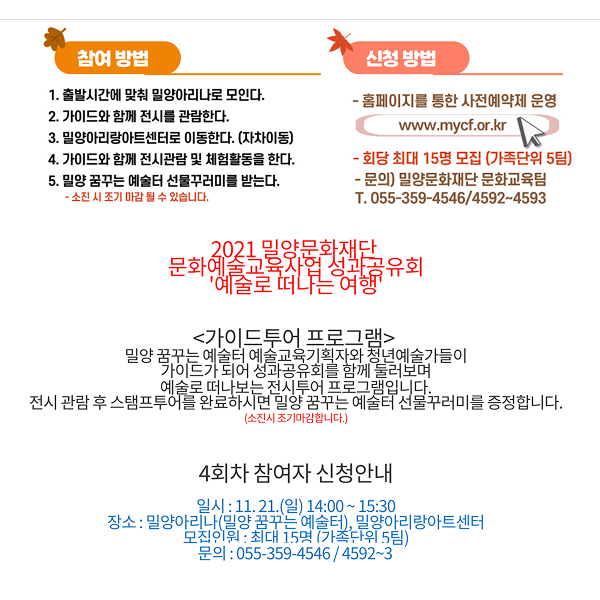 참여 방법
1. 출발시간에 맞춰 밀양아리나로 모인다.
2. 가이드와 함께 전시를 관람한다.
3. 밀양아리랑아트센터로 이동한다. (자차이동)
4. 가이드와 함께 전시관람 및 체험활동을 한다.
5. 밀양 꿈꾸는 예술터 선물꾸러미를 받는다.
- 소진 시 조기 마감 될 수 있습니다.
신청 방법
- 홈페이지를 통한 사전예약제 운영
www.mycf.or.kr
- 회당 최대 15명 모집 (가족단위 5팀)
- 문의) 밀양문화재단 문화교육팀
T. 055-359-4546/4592~4593
2021 밀양문화재단
문화예술교육사업 성과공유회
'예술로 떠나는 여행'
<가이드투어 프로그램>
밀양 꿈꾸는 예술터 예술교육기획자와 청년예술가들이
가이드가 되어 성과공유회를 함께 둘러보며
예술로 떠나보는 전시투어 프로그램입니다.
전시 관람 후 스탬프투어를 완료하시면 밀양 꿈꾸는 예술터 선물꾸러미를 증정합니다.
(소진시 조기마감합니다.)
4회차 참여자 신청안내
일시 : 11. 21.(일) 14:00 ~ 15:30
장소 : 밀양아리나(밀양 꿈꾸는 예술터), 밀양아리랑아트센터
모집인원 : 최대 15명 (가족단위 5팀)
문의 : 055-359-4546 / 4592~3